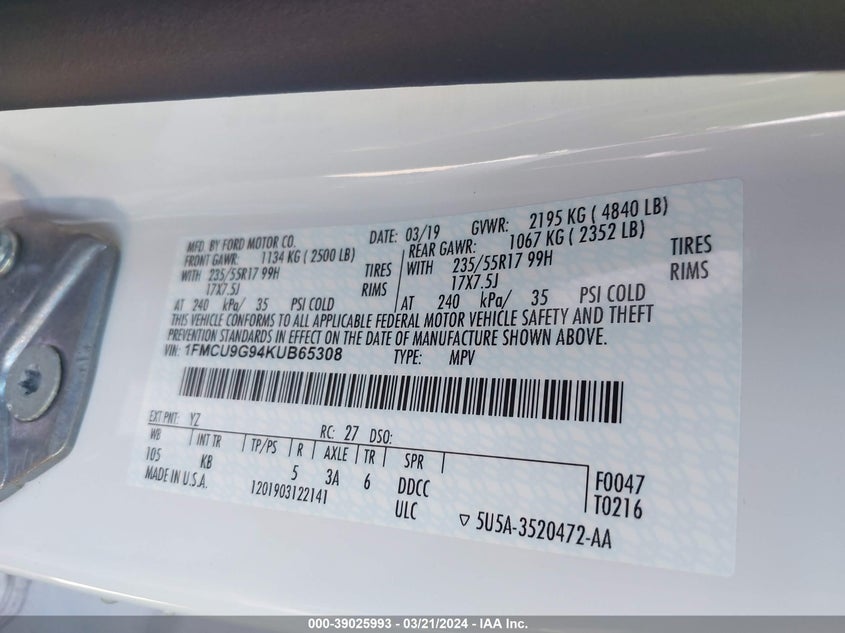 MFD. BY FORD MOTOR CO. DATE: 03/19 GVWR: 2195 KG ( 4840 LB)
FRONT GAWR: 1134 KG ( 2500 LB) REAR GAWR: 1067 KG ( 2352 LB)
WITH 235/55R17 99H TIRES WITH 235/55R17 99H TIRES
17X7.5J RIMS 17X7.5J RIMS
AT 240 kPa/ 35 PSI COLD AT 240 kPa/ 35 PSI COLD
THIS VEHICLE CONFORMS TO ALL APPLICABLE FEDERAL MOTOR VEHICLE SAFETY AND THEFT
PREVENTION STANDARDS IN EFFECT ON THE DATE OF MANUFACTURE SHOWN ABOVE.
VIN: 1FMCU9G94KUB65308 TYPE: MPV
EXT PNT: YZ RC: 27 DSO:
WB INT TR TP/PS R AXLE TR SPR
105 KB 5 3A 6 DDCC F0047
MADE IN U.S.A. 1201903122141 ULC T0216
▽ 5U5A-3520472-AA
000-39025993 - 03/21/2024 - IAA Inc.